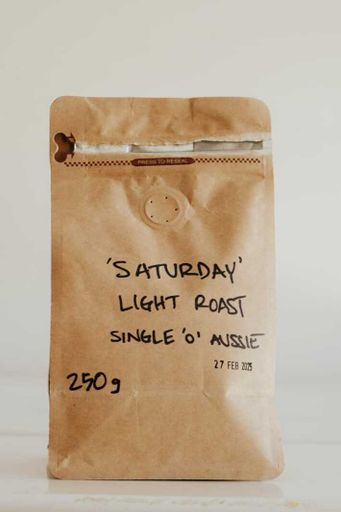 PRESS TO RESEAL
'SATURDAY'
LIGHT ROAST
SINGLE 'O' AUSSIE
27 FEB 2025
250g